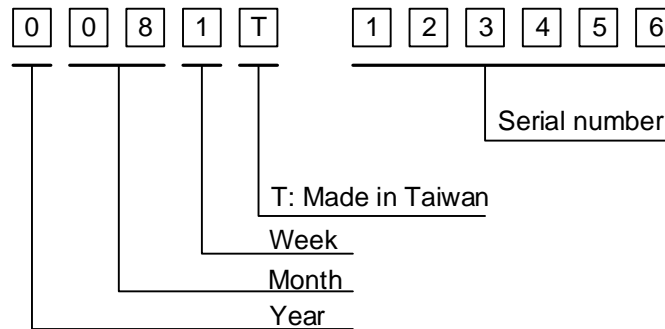 0 0 8 1 T 1 2 3 4 5 6
Serial number
T: Made in Taiwan
Week
Month
Year